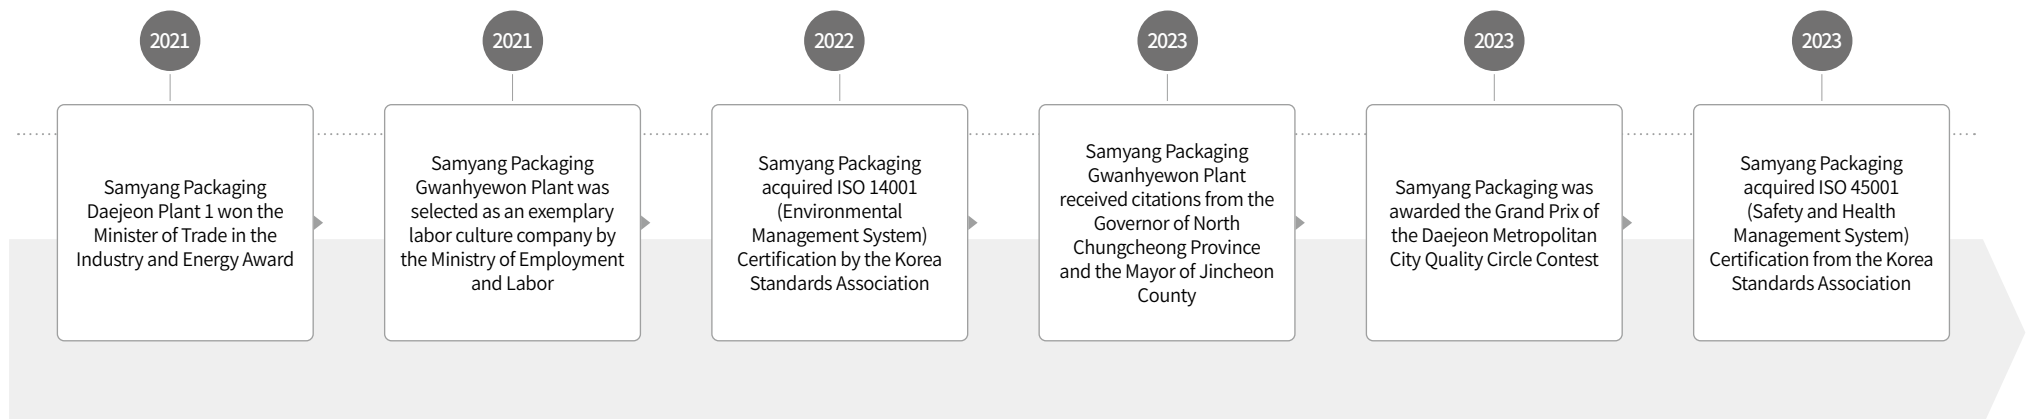 2021
Samyang Packaging
Daejeon Plant 1 won the
Minister of Trade in the
Industry and Energy Award
2021
Samyang Packaging
Gwanhyewon Plant was
selected as an exemplary
labor culture company by
the Ministry of Employment
and Labor
2022
Samyang Packaging
acquired ISO 14001
(Environmental
Management System)
Certification by the Korea
Standards Association
2023
Samyang Packaging
Gwanhyewon Plant
received citations from the
Governor of North
Chungcheong Province
and the Mayor of Jincheon
County
2023
Samyang Packaging was
awarded the Grand Prix of
the Daejeon Metropolitan
City Quality Circle Contest
2023
Samyang Packaging
acquired ISO 45001
(Safety and Health
Management System)
Certification from the Korea
Standards Association